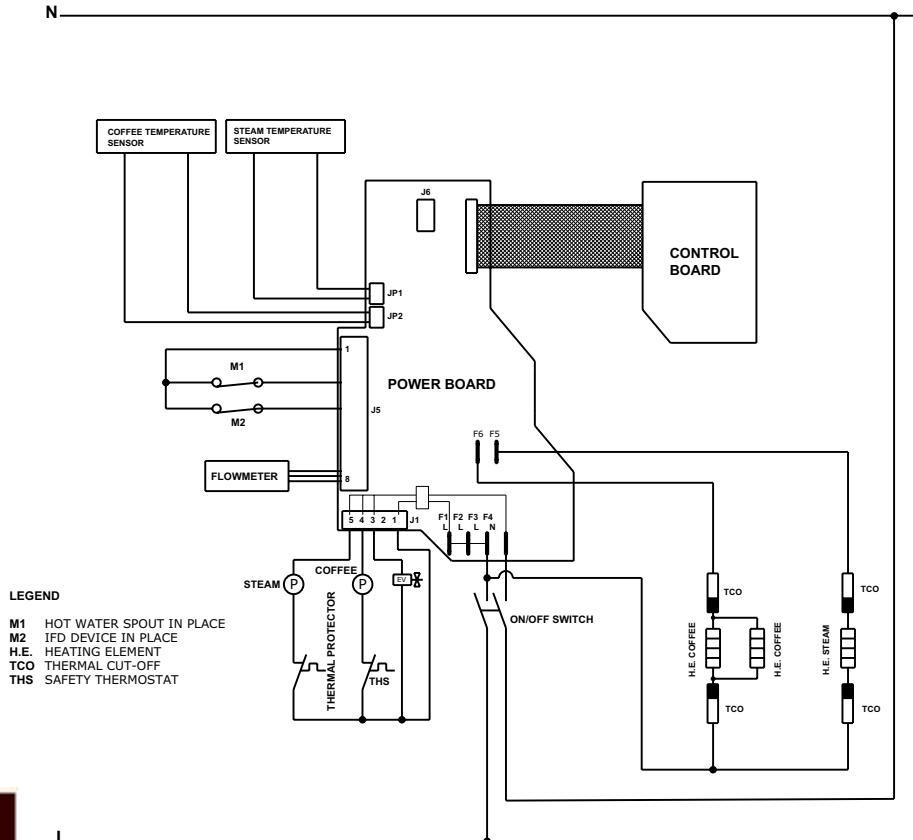 N
COFFEE TEMPERATURE
SENSOR
STEAM TEMPERATURE
SENSOR
J6
CONTROL
BOARD
JP1
JP2
1
M1
POWER BOARD
J5
M2
F6 F5
FLOWMETER
8
5 4 3 2 1 J1
F1 F2 F3 F4
L L L N
STEAM P
COFFEE P
EV
THERMAL PROTECTOR
THS
ON/OFF SWITCH
TCO
TCO
H.E. COFFEE
H.E. COFFEE
H.E. STEAM
TCO
TCO
LEGEND
M1 HOT WATER SPOUT IN PLACE
M2 IFD DEVICE IN PLACE
H.E. HEATING ELEMENT
TCO THERMAL CUT-OFF
THS SAFETY THERMOSTAT